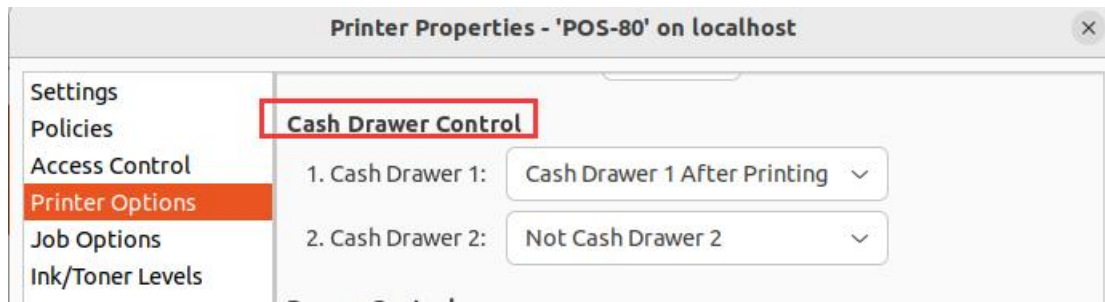 Printer Properties - 'POS-80' on localhost
Settings
Policies
Access Control
Printer Options
Job Options
Ink/Toner Levels
Cash Drawer Control
1. Cash Drawer 1: Cash Drawer 1 After Printing
2. Cash Drawer 2: Not Cash Drawer 2